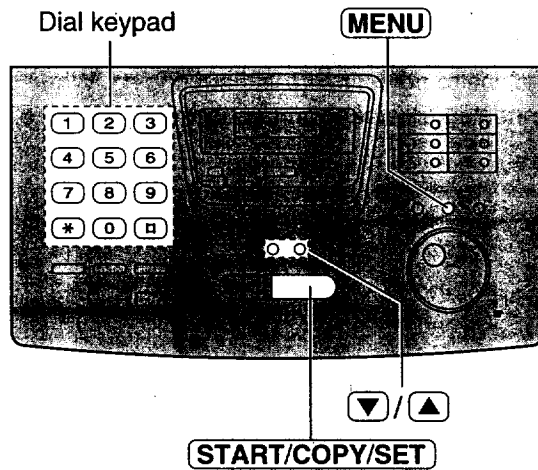 Dial keypad
MENU
1 2 3
4 5 6
7 8 9
* 0 ⌑
▼ / ▲
START/COPY/SET